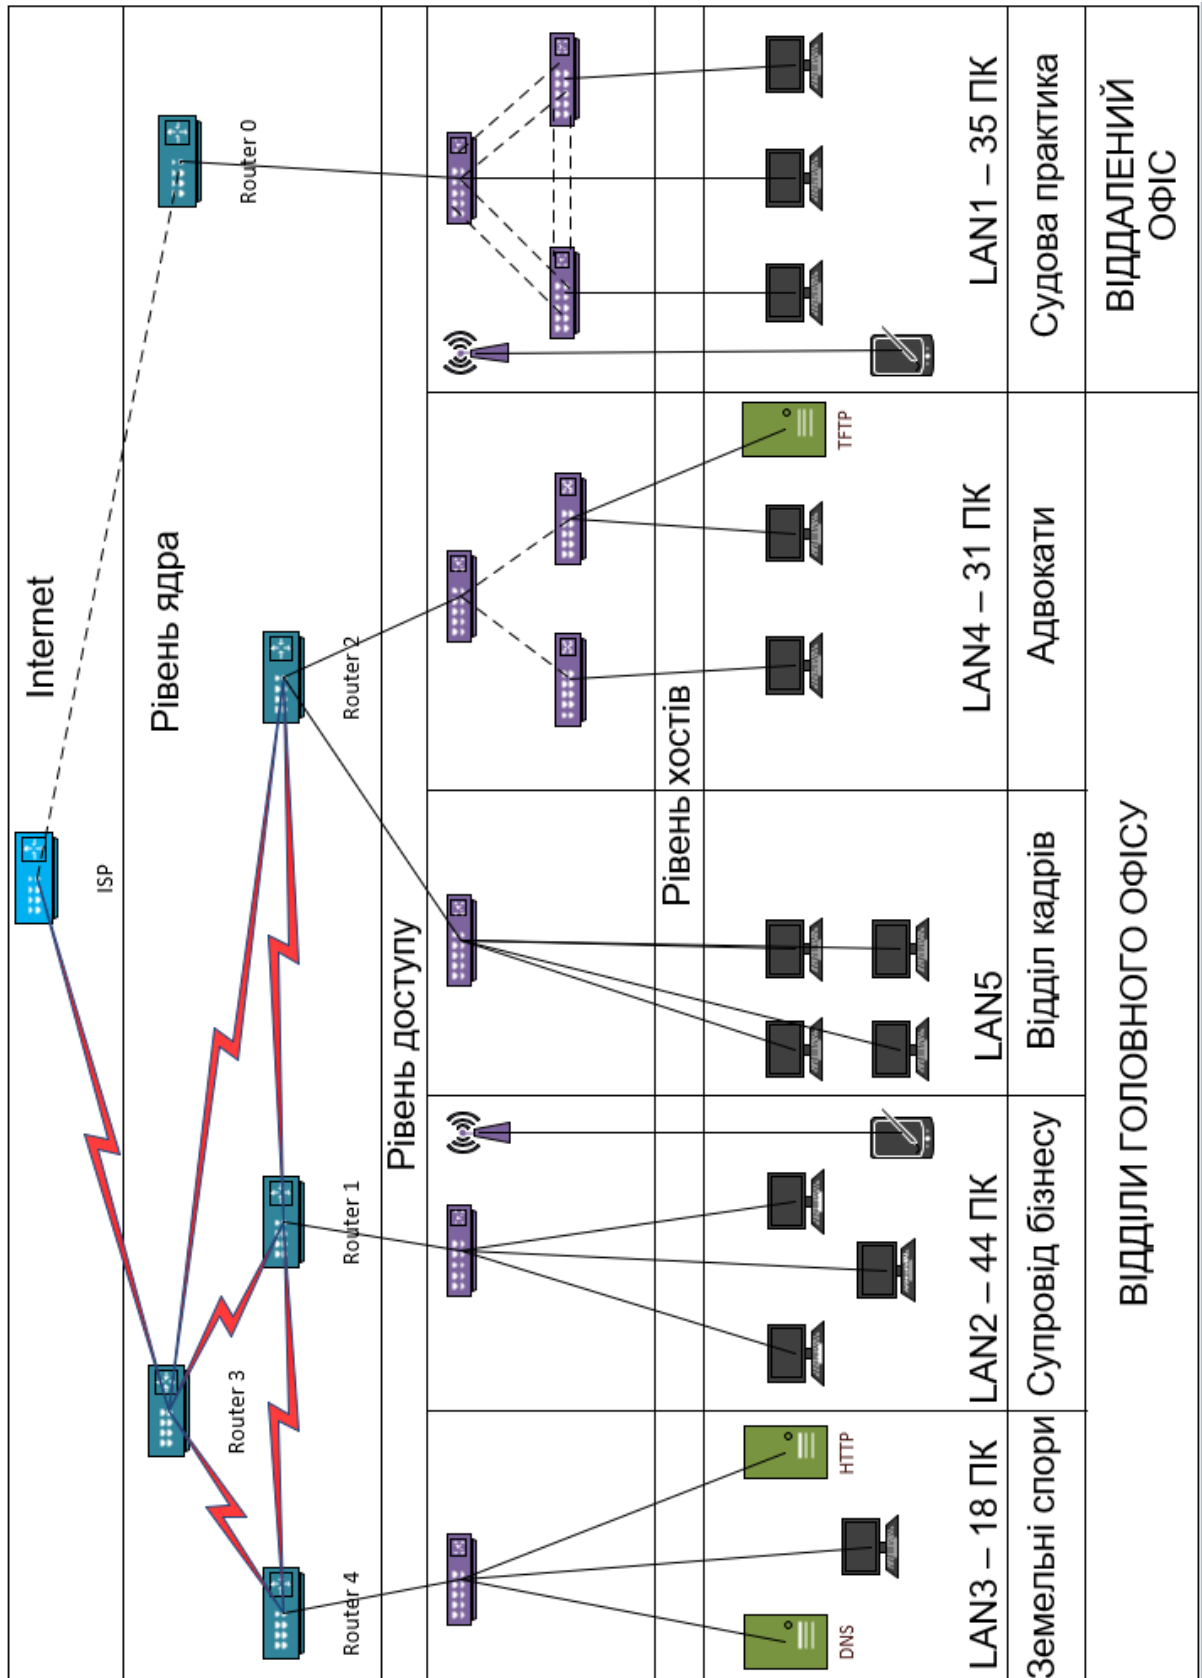 Internet
ISP
Рівень ядра
Router 3
Router 0
Router 4
Router 1
Router 2
Рівень доступу
Рівень хостів
DNS
HTTP
TFTP
LAN3 – 18 ПК
LAN2 – 44 ПК
LAN5
LAN4 – 31 ПК
LAN1 – 35 ПК
Земельні спори
Супровід бізнесу
Відділ кадрів
Адвокати
Судова практика
ВІДДІЛИ ГОЛОВНОГО ОФІСУ
ВІДДАЛЕНИЙ
ОФІС